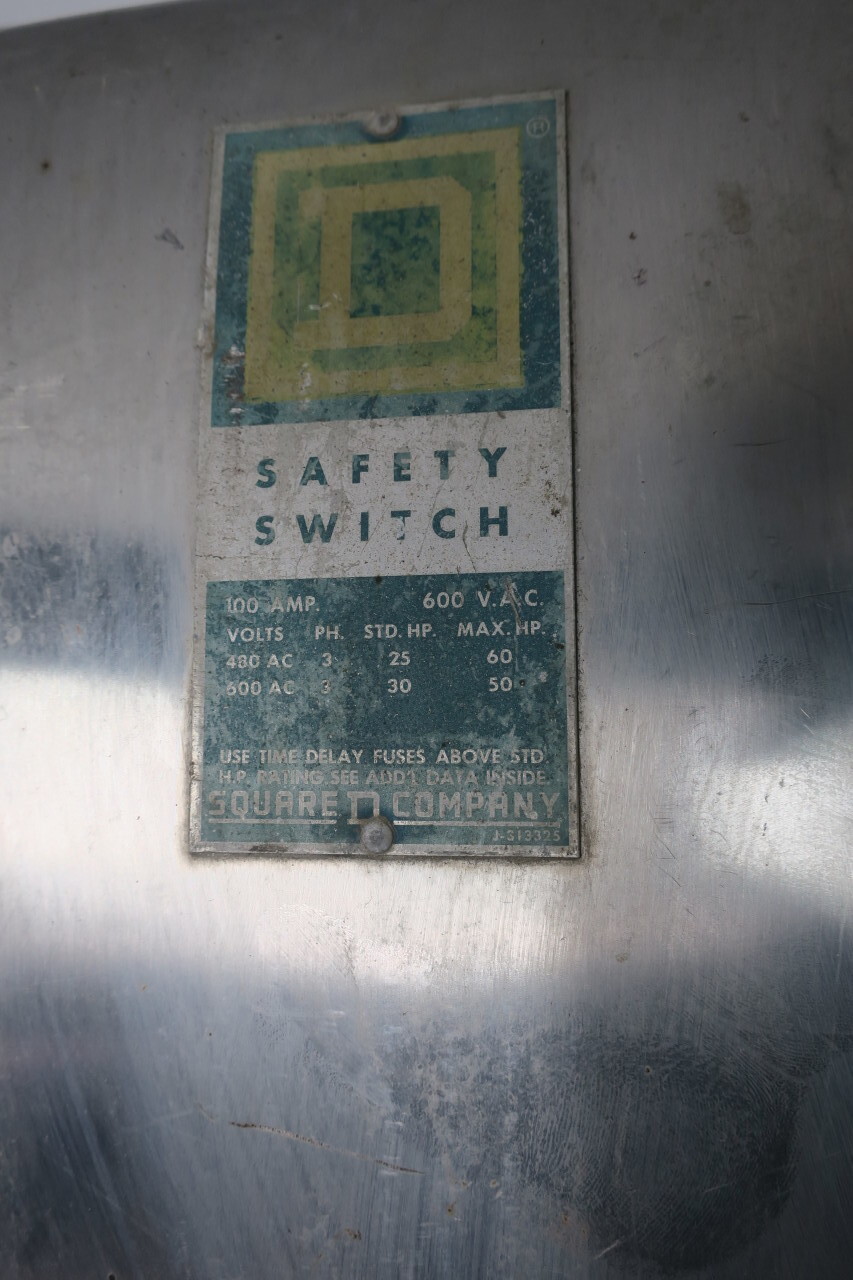 ®
SAFETY
SWITCH
100 AMP. 600 V.A.C.
VOLTS PH. STD. HP. MAX. HP.
480 AC 3 25 60
600 AC 3 30 50
USE TIME DELAY FUSES ABOVE STD.
H.P. RATING SEE ADD'L DATA INSIDE.
SQUARE D COMPANY
J-S13325